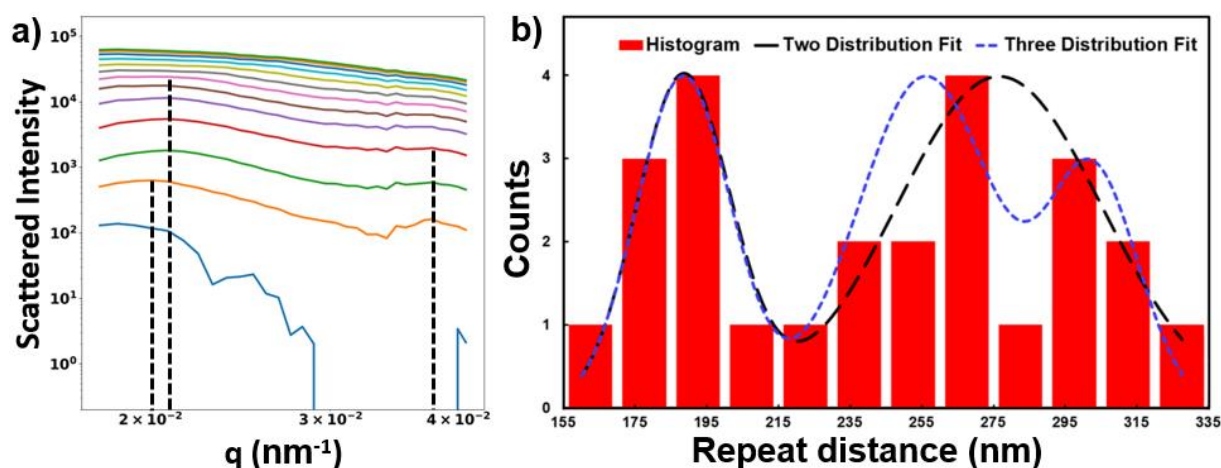 a)
Scattered Intensity
10⁵
10⁴
10³
10²
10¹
10⁰
2 × 10⁻² 3 × 10⁻² 4 × 10⁻²
q (nm⁻¹)
b)
Histogram Two Distribution Fit Three Distribution Fit
Counts
4
3
2
1
0
155 175 195 215 235 255 275 295 315 335
Repeat distance (nm)